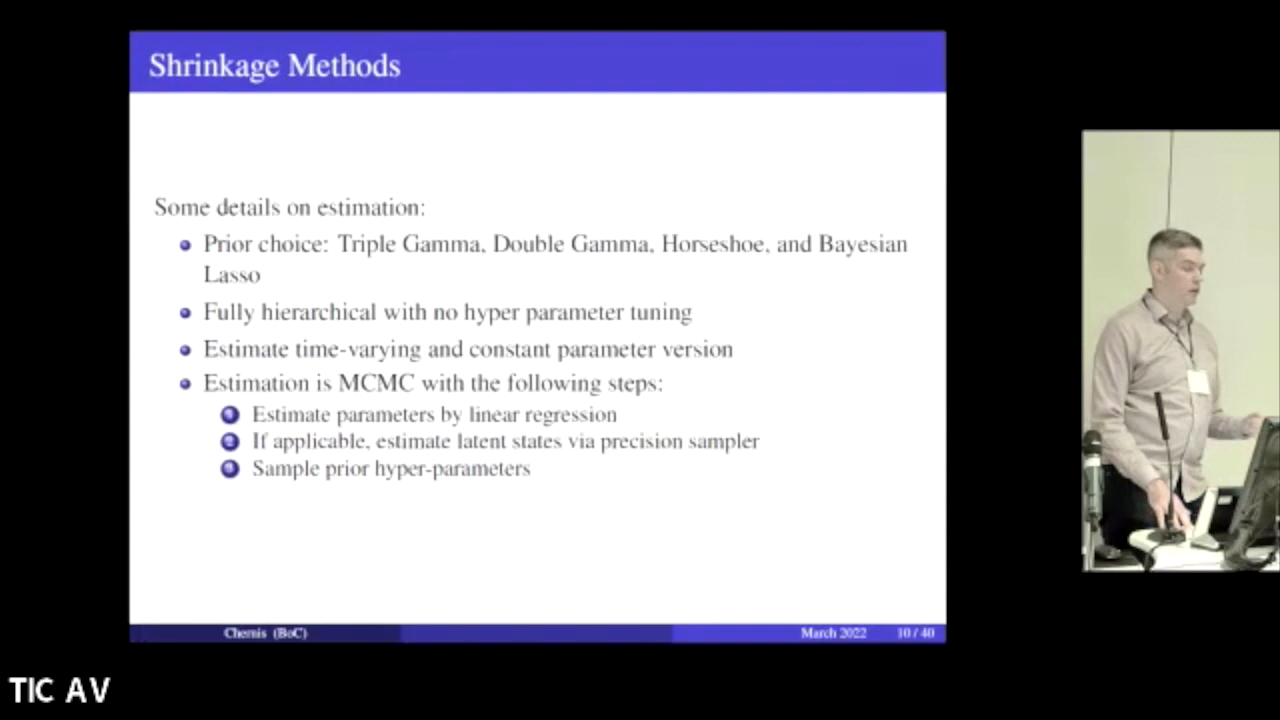 Shrinkage Methods
Some details on estimation:
Prior choice: Triple Gamma, Double Gamma, Horseshoe, and Bayesian
Lasso
Fully hierarchical with no hyper parameter tuning
Estimate time-varying and constant parameter version
Estimation is MCMC with the following steps:
1 Estimate parameters by linear regression
2 If applicable, estimate latent states via precision sampler
3 Sample prior hyper-parameters
Chernis (BoC)
March 2022
10 / 40
TIC AV